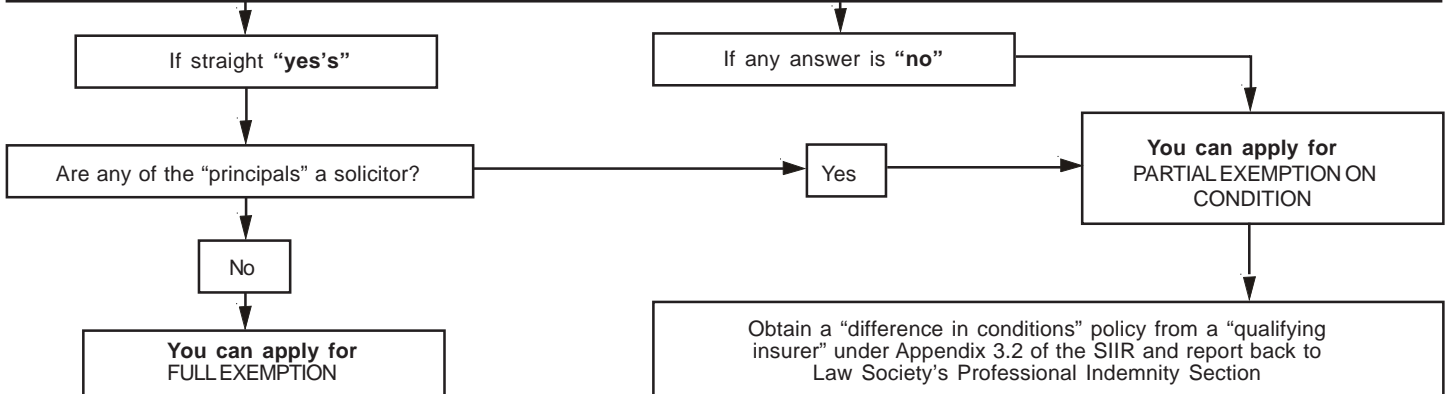 If straight “yes’s”
If any answer is “no”
Are any of the “principals” a solicitor?
Yes
You can apply for
PARTIAL EXEMPTION ON
CONDITION
No
You can apply for
FULL EXEMPTION
Obtain a “difference in conditions” policy from a “qualifying
insurer” under Appendix 3.2 of the SIIR and report back to
Law Society’s Professional Indemnity Section